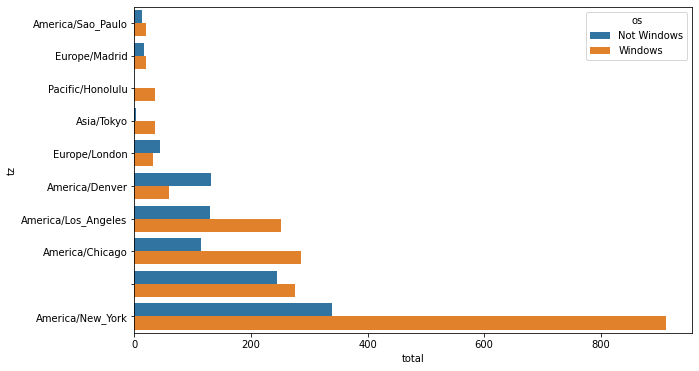 os
Not Windows
Windows
tz
America/Sao_Paulo
Europe/Madrid
Pacific/Honolulu
Asia/Tokyo
Europe/London
America/Denver
America/Los_Angeles
America/Chicago
America/New_York
0 200 400 600 800
total